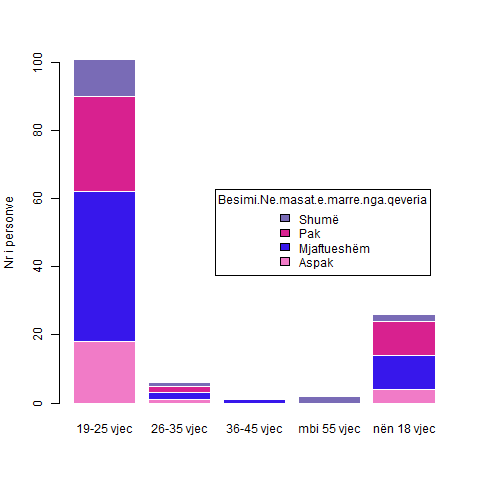 Nr i personve
100
80
60
40
20
0
Besimi.Ne.masat.e.marre.nga.qeveria
Shumë
Pak
Mjaftueshëm
Aspak
19-25 vjec 26-35 vjec 36-45 vjec mbi 55 vjec nën 18 vjec